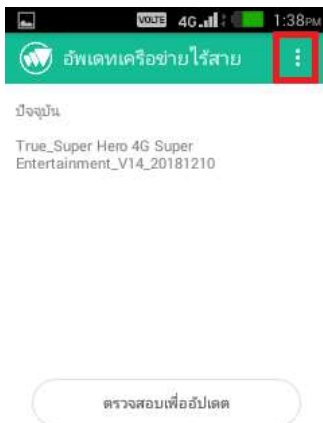 VOLTE 4G 1:38PM
อัพเดทเครือข่ายไร้สาย
ปัจจุบัน
True_Super Hero 4G Super
Entertainment_V14_20181210
ตรวจสอบเพื่ออัปเดต